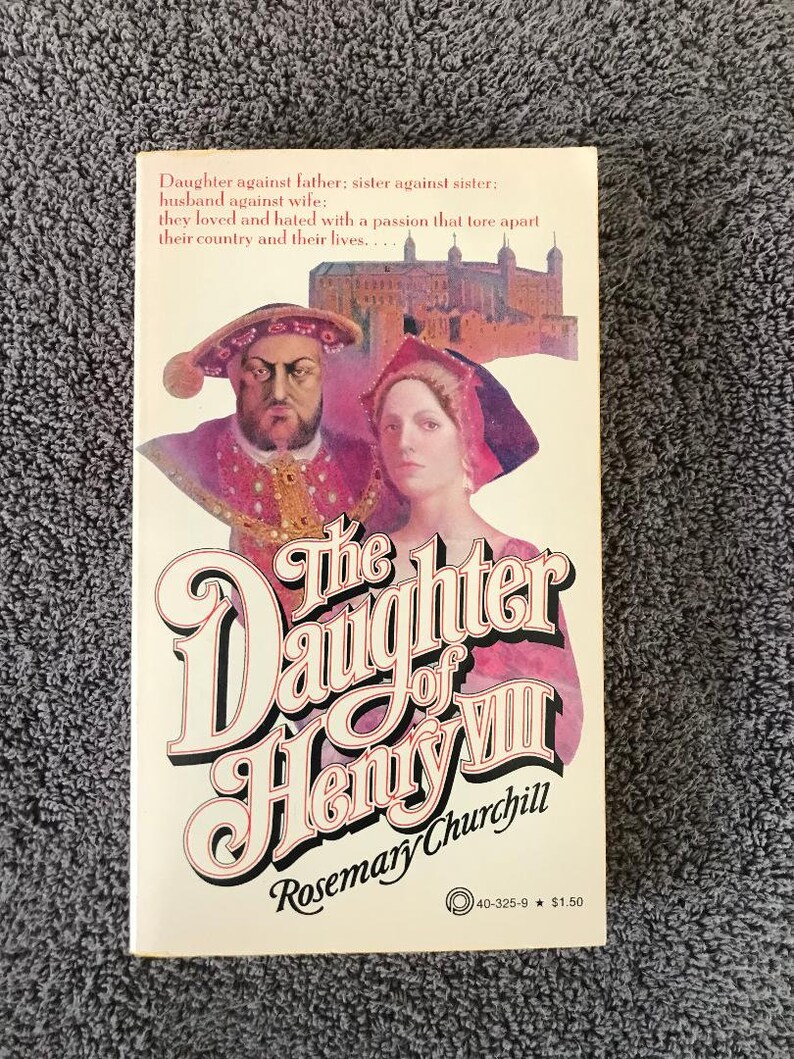 Daughter against father; sister against sister;
husband against wife;
they loved and hated with a passion that tore apart
their country and their lives. . . .
The
Daughter
of
Henry VIII
Rosemary Churchill
40-325-9 ★ $1.50